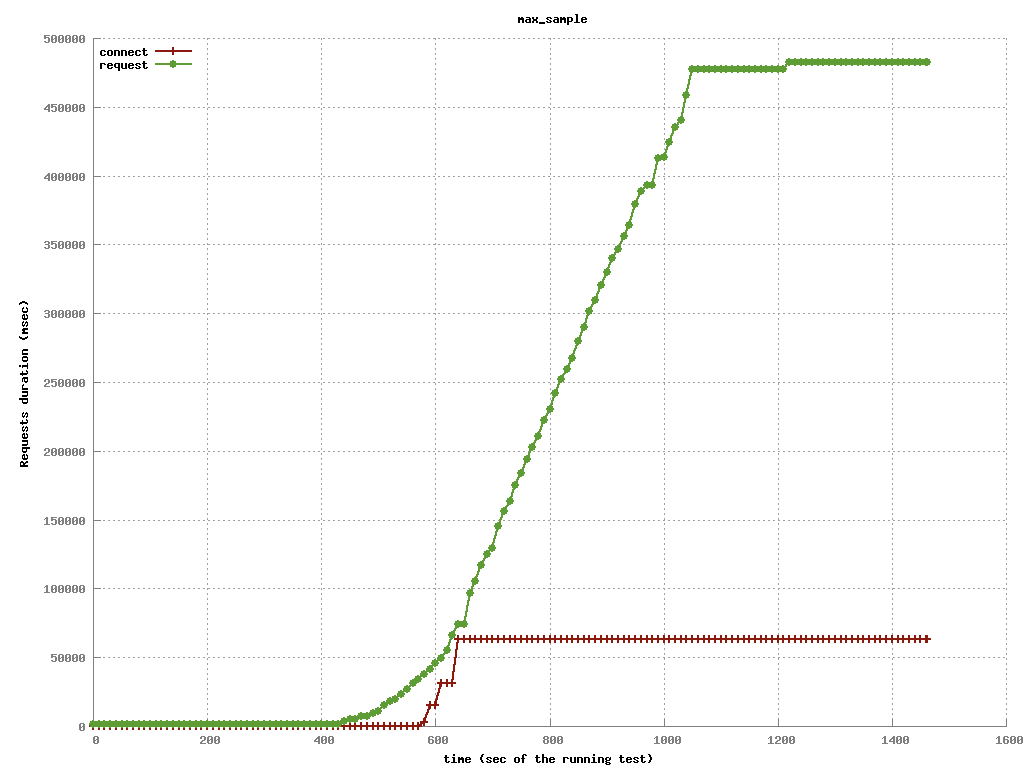 max_sample
500000
connect
request
450000
400000
350000
300000
250000
200000
150000
100000
50000
0
Requests duration (msec)
0 200 400 600 800 1000 1200 1400 1600
time (sec of the running test)